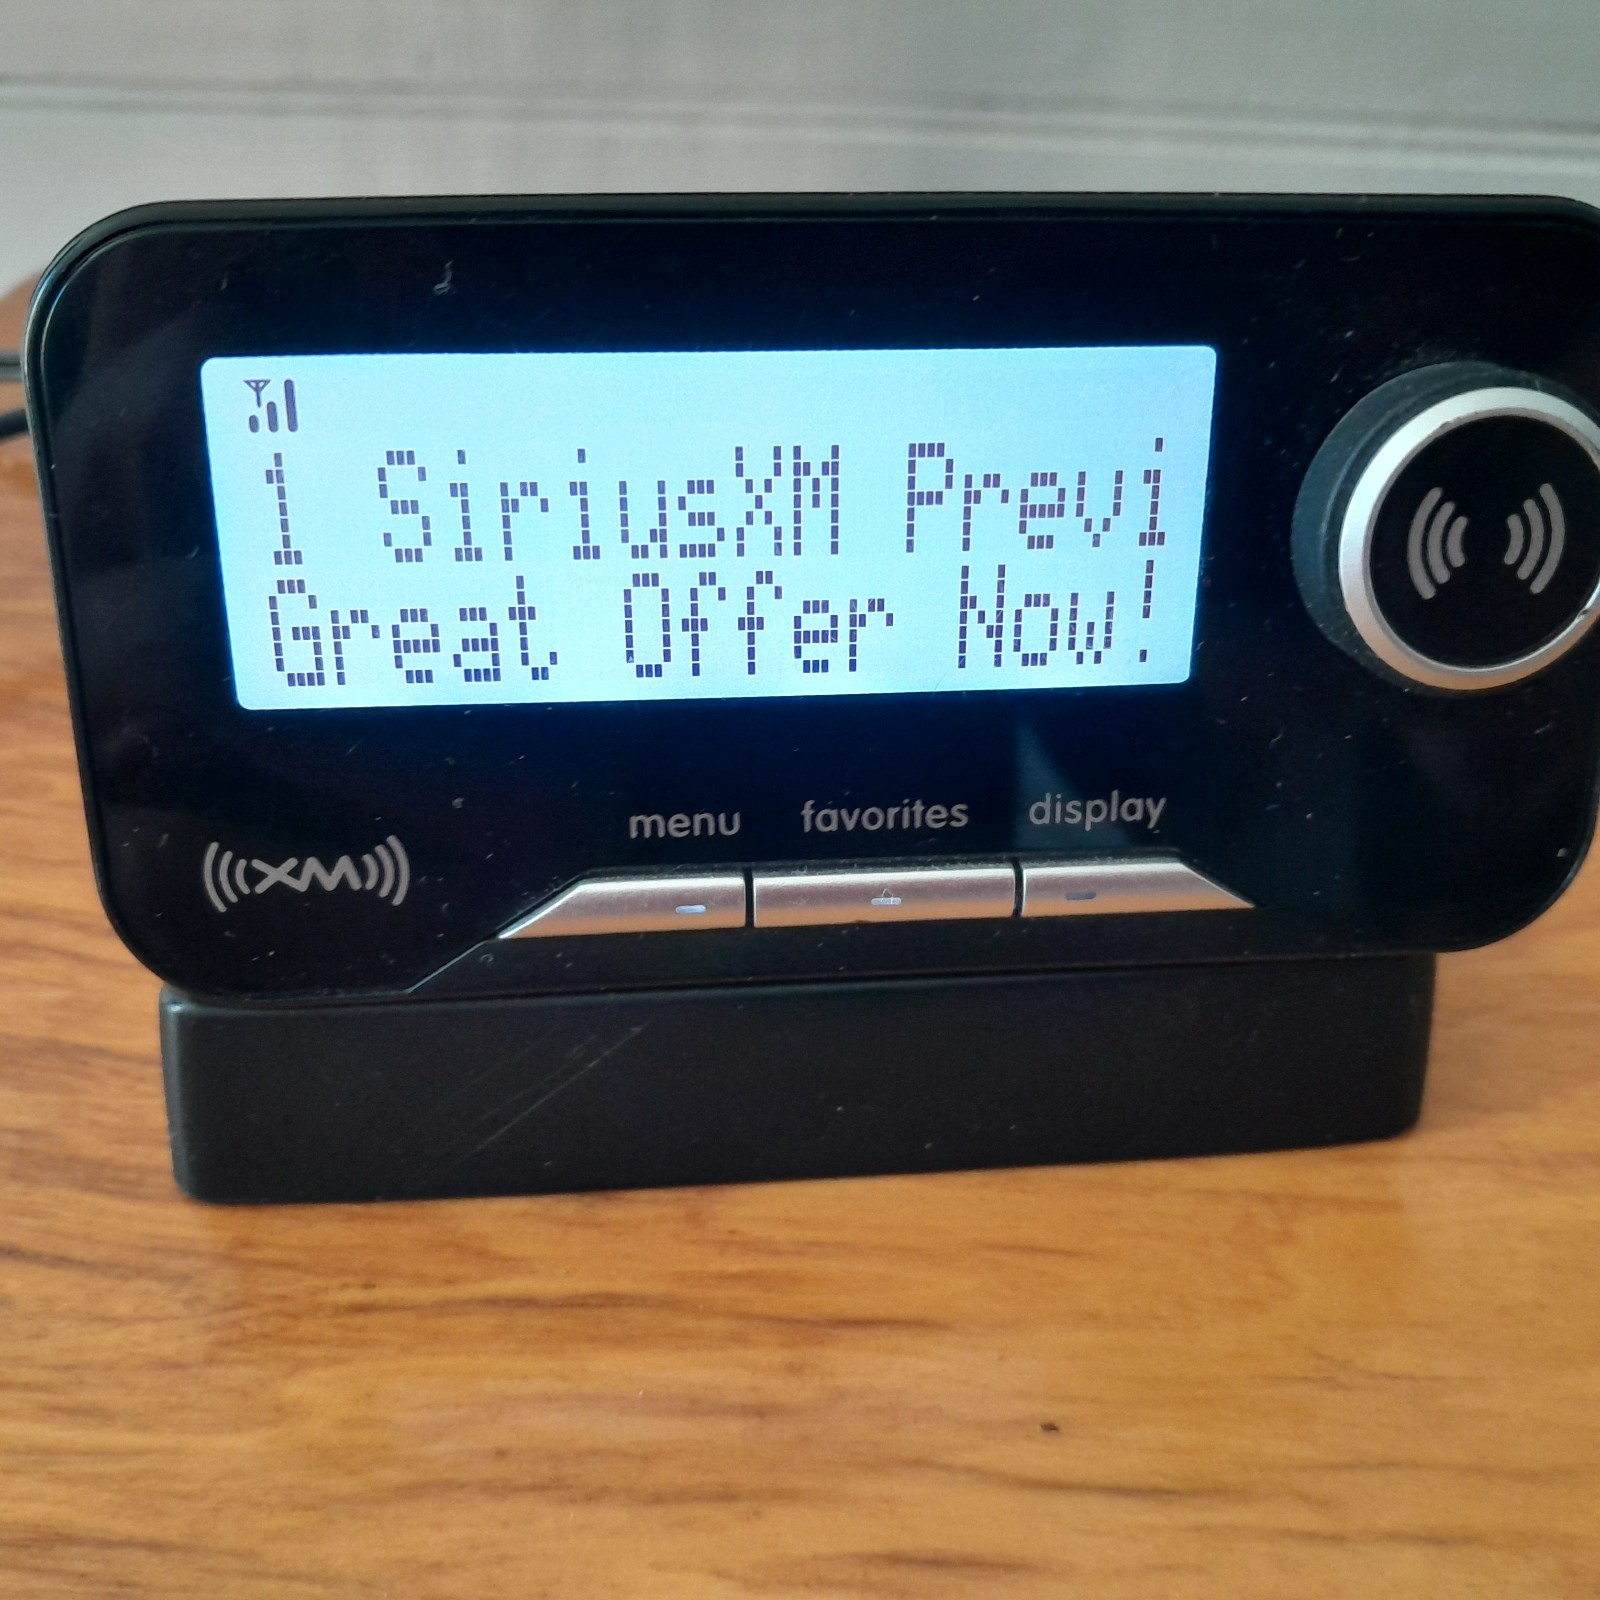 1 SiriusXM Previ
Great Offer Now!
menu favorites display
XM